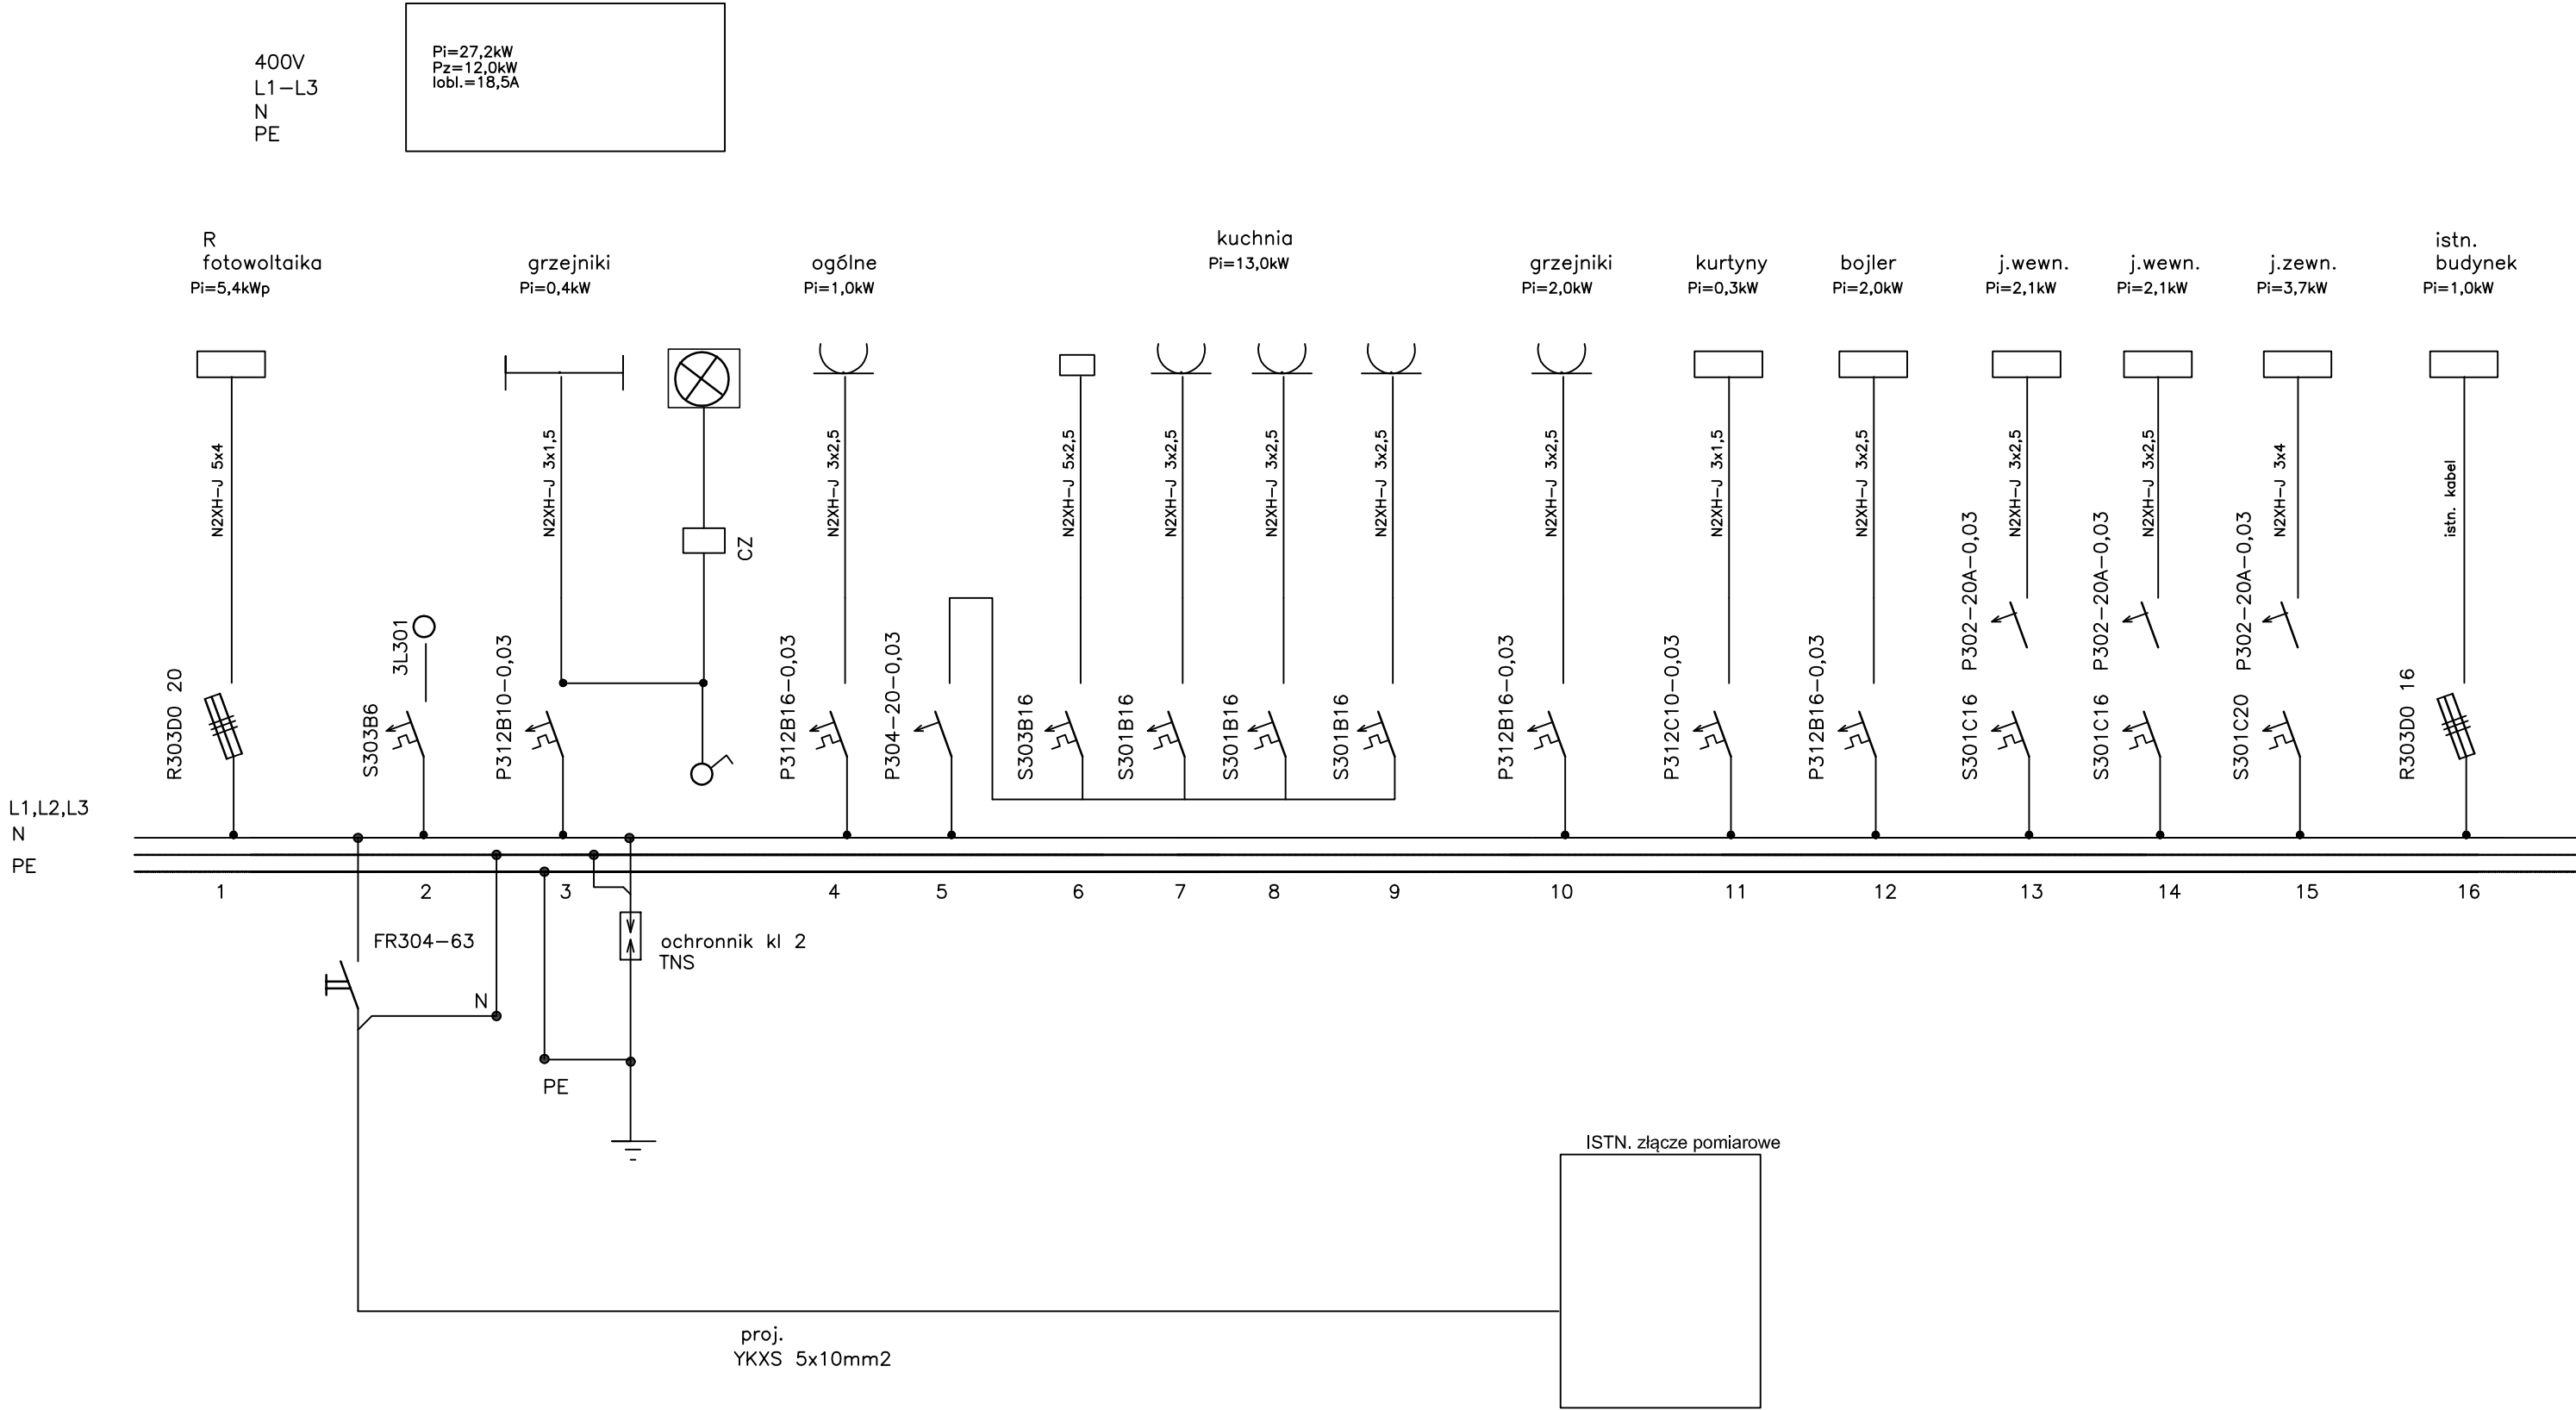 400V
L1-L3
N
PE
Pi=27,2kW
Pz=12,0kW
Iobl.=18,5A
R
fotowoltaika
Pi=5,4kWp
grzejniki
Pi=0,4kW
ogólne
Pi=1,0kW
kuchnia
Pi=13,0kW
grzejniki
Pi=2,0kW
kurtyny
Pi=0,3kW
bojler
Pi=2,0kW
j.wewn.
Pi=2,1kW
j.wewn.
Pi=2,1kW
j.zewn.
Pi=3,7kW
istn.
budynek
Pi=1,0kW
N2XH-J 5x4
N2XH-J 3x1,5
CZ
N2XH-J 3x2,5
N2XH-J 5x2,5
N2XH-J 3x2,5
N2XH-J 3x2,5
N2XH-J 3x2,5
N2XH-J 3x2,5
N2XH-J 3x1,5
N2XH-J 3x2,5
N2XH-J 3x2,5
N2XH-J 3x2,5
N2XH-J 3x4
istn. kabel
R303D0 20
S303B6
3L301
P312B10-0,03
P312B16-0,03
P304-20-0,03
S303B16
S301B16
S301B16
S301B16
P312B16-0,03
P312C10-0,03
P312B16-0,03
P302-20A-0,03
S301C16
P302-20A-0,03
S301C16
P302-20A-0,03
S301C20
R303D0 16
L1,L2,L3
N
PE
1
2
3
4
5
6
7
8
9
10
11
12
13
14
15
16
FR304-63
ochronnik kl 2
TNS
N
PE
ISTN. złącze pomiarowe
proj.
YKXS 5x10mm2